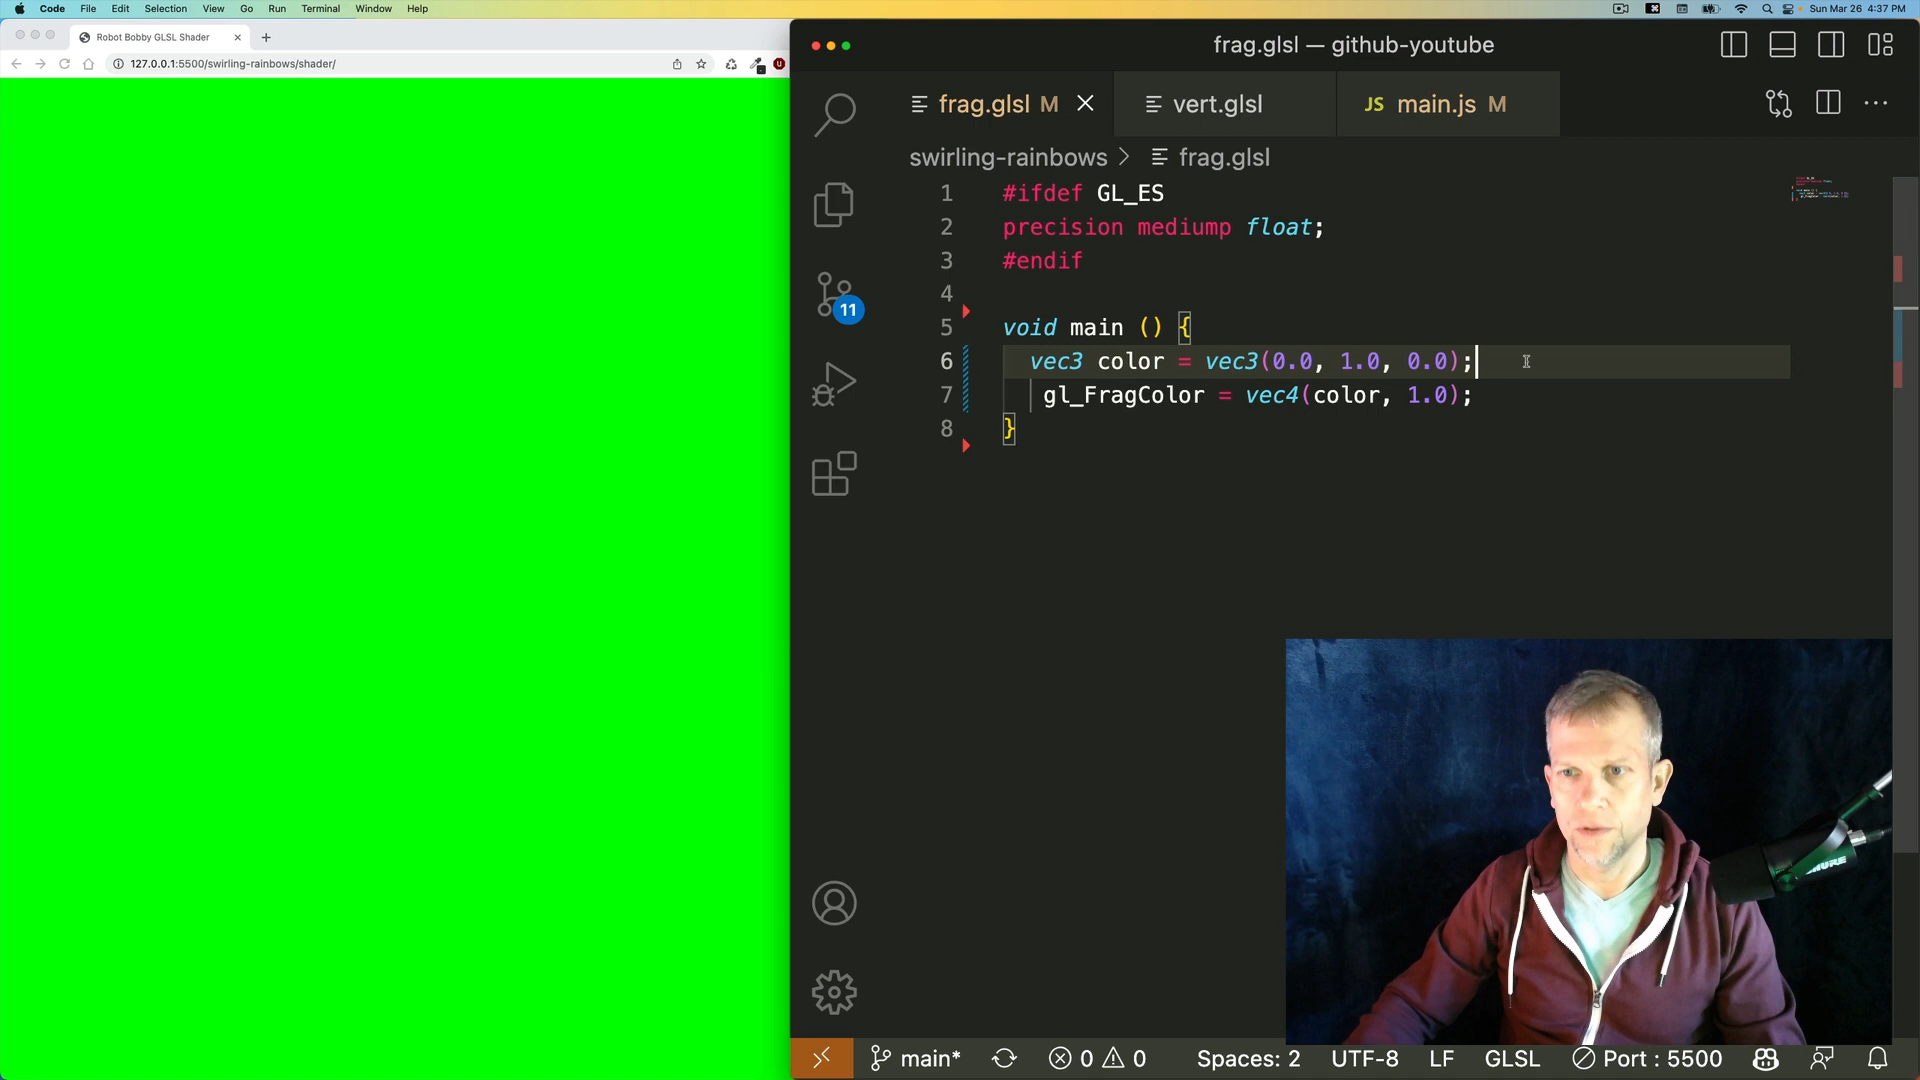 Code File Edit Selection View Go Run Terminal Window Help Sun Mar 26 4:37 PM
Robot Bobby GLSL Shader
127.0.0.1:5500/swirling-rainbows/shader/
frag.glsl — github-youtube
frag.glsl M vert.glsl JS main.js M
swirling-rainbows > frag.glsl
1 #ifdef GL_ES
2 precision mediump float;
3 #endif
4
5 void main () {
6 vec3 color = vec3(0.0, 1.0, 0.0);
7 gl_FragColor = vec4(color, 1.0);
8 }
11
SHURE
main* 0 0 Spaces: 2 UTF-8 LF GLSL Port : 5500